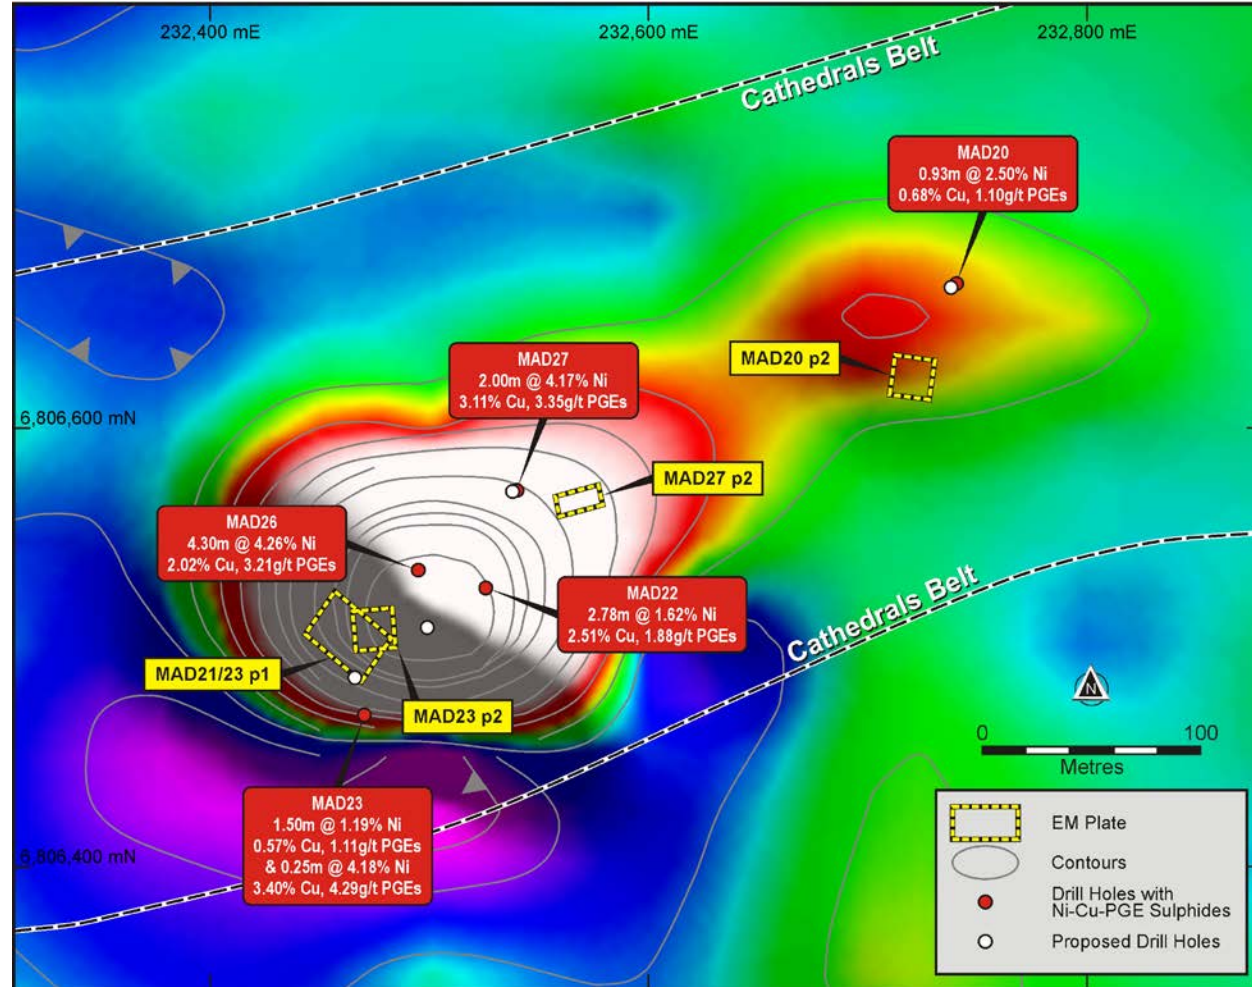 232,400 mE
232,600 mE
232,800 mE
Cathedrals Belt
MAD20
0.93m @ 2.50% Ni
0.68% Cu, 1.10g/t PGEs
MAD20 p2
MAD27
2.00m @ 4.17% Ni
3.11% Cu, 3.35g/t PGEs
6,806,600 mN
MAD27 p2
MAD26
4.30m @ 4.26% Ni
2.02% Cu, 3.21g/t PGEs
MAD22
2.78m @ 1.62% Ni
2.51% Cu, 1.88g/t PGEs
Cathedrals Belt
MAD21/23 p1
MAD23 p2
N
0
100
Metres
MAD23
1.50m @ 1.19% Ni
0.57% Cu, 1.11g/t PGEs
& 0.25m @ 4.18% Ni
3.40% Cu, 4.29g/t PGEs
6,806,400 mN
EM Plate
Contours
Drill Holes with
Ni-Cu-PGE Sulphides
Proposed Drill Holes